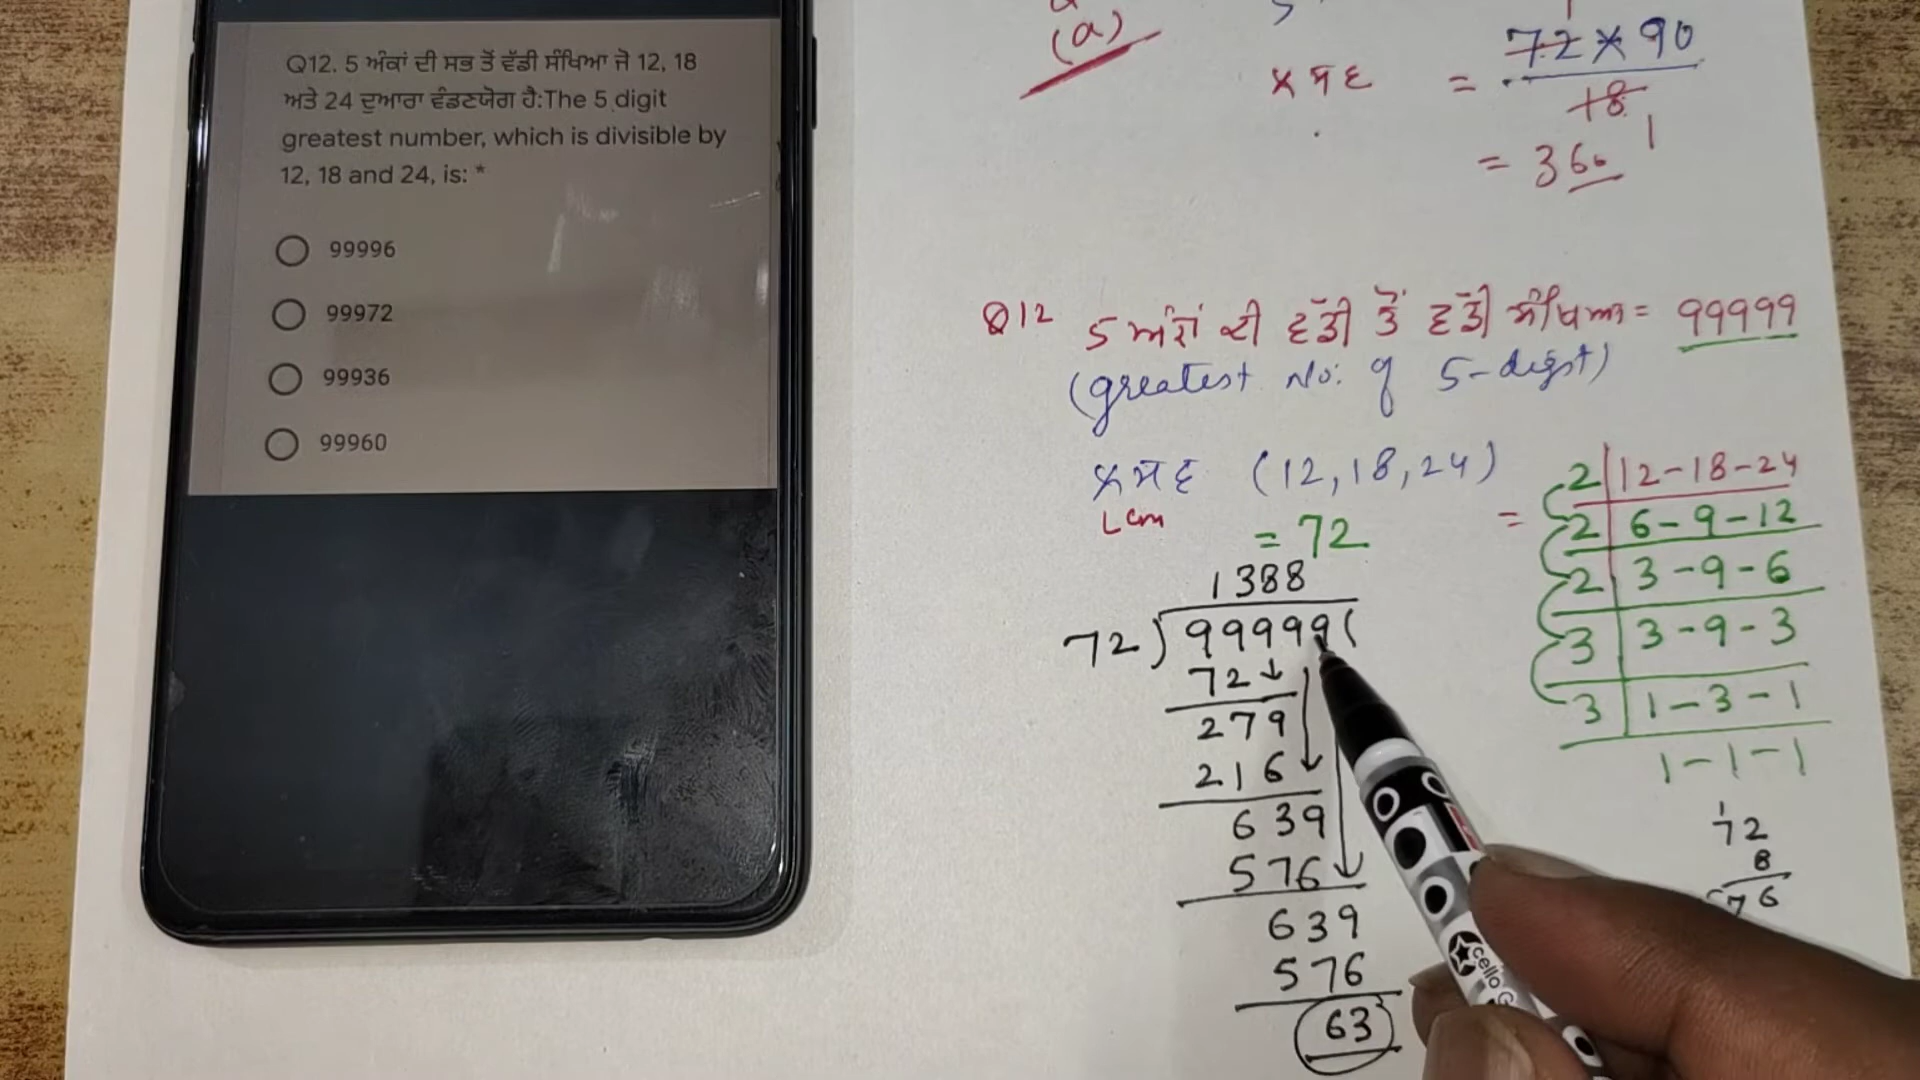 Q12. 5 ਅੰਕਾਂ ਦੀ ਸਭ ਤੋਂ ਵੱਡੀ ਸੰਖਿਆ ਜੋ 12, 18
ਅਤੇ 24 ਦੁਆਰਾ ਵੰਡਣਯੋਗ ਹੈ:The 5 digit
greatest number, which is divisible by
12, 18 and 24, is: *
99996
99972
99936
99960
(a)
72 × 90
ਲ ਸ ਵ =
18
1
= 360
Q12 5 ਅੰਕਾਂ ਦੀ ਵੱਡੀ ਤੋਂ ਵੱਡੀ ਸੰਖਿਆ = 99999
(greatest No: of 5-digit)
ਲ ਸ ਵ (12, 18, 24)
Lcm
= 72
= 2 12-18-24
2 6-9-12
2 3-9-6
3 3-9-3
3 1-3-1
1-1-1
1388
72 ) 99999 (
72
279
216
639
576
639
576
63
1
72
8
76
cello